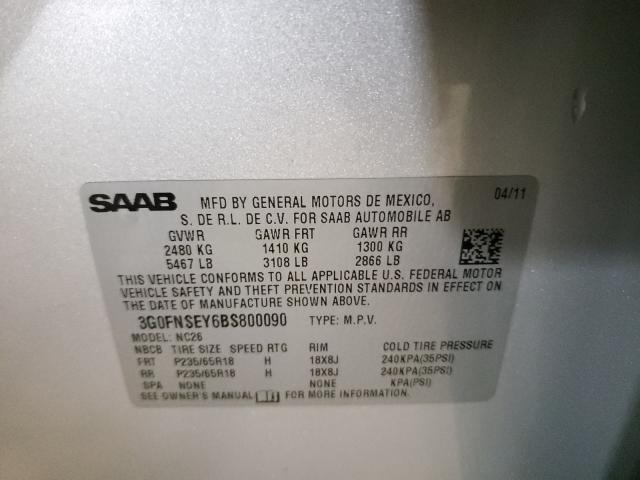 SAAB MFD BY GENERAL MOTORS DE MEXICO, 04/11
S. DE R.L. DE C.V. FOR SAAB AUTOMOBILE AB
GVWR GAWR FRT GAWR RR
2480 KG 1410 KG 1300 KG
5467 LB 3108 LB 2866 LB
THIS VEHICLE CONFORMS TO ALL APPLICABLE U.S. FEDERAL MOTOR
VEHICLE SAFETY AND THEFT PREVENTION STANDARDS IN EFFECT ON
THE DATE OF MANUFACTURE SHOWN ABOVE.
3G0FNSEY6BS800090 TYPE: M.P.V.
MODEL: NC26
NBCB TIRE SIZE SPEED RTG RIM COLD TIRE PRESSURE
FRT P235/65R18 H 18X8J 240KPA(35PSI)
RR P235/65R18 H 18X8J 240KPA(35PSI)
SPA NONE NONE KPA(PSI)
SEE OWNER'S MANUAL FOR MORE INFORMATION.